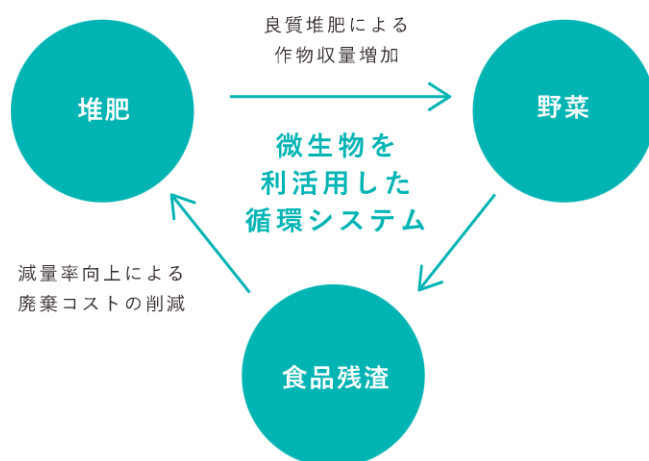 良質堆肥による
作物収量増加
堆肥
野菜
微生物を
利活用した
循環システム
減量率向上による
廃棄コストの削減
食品残渣